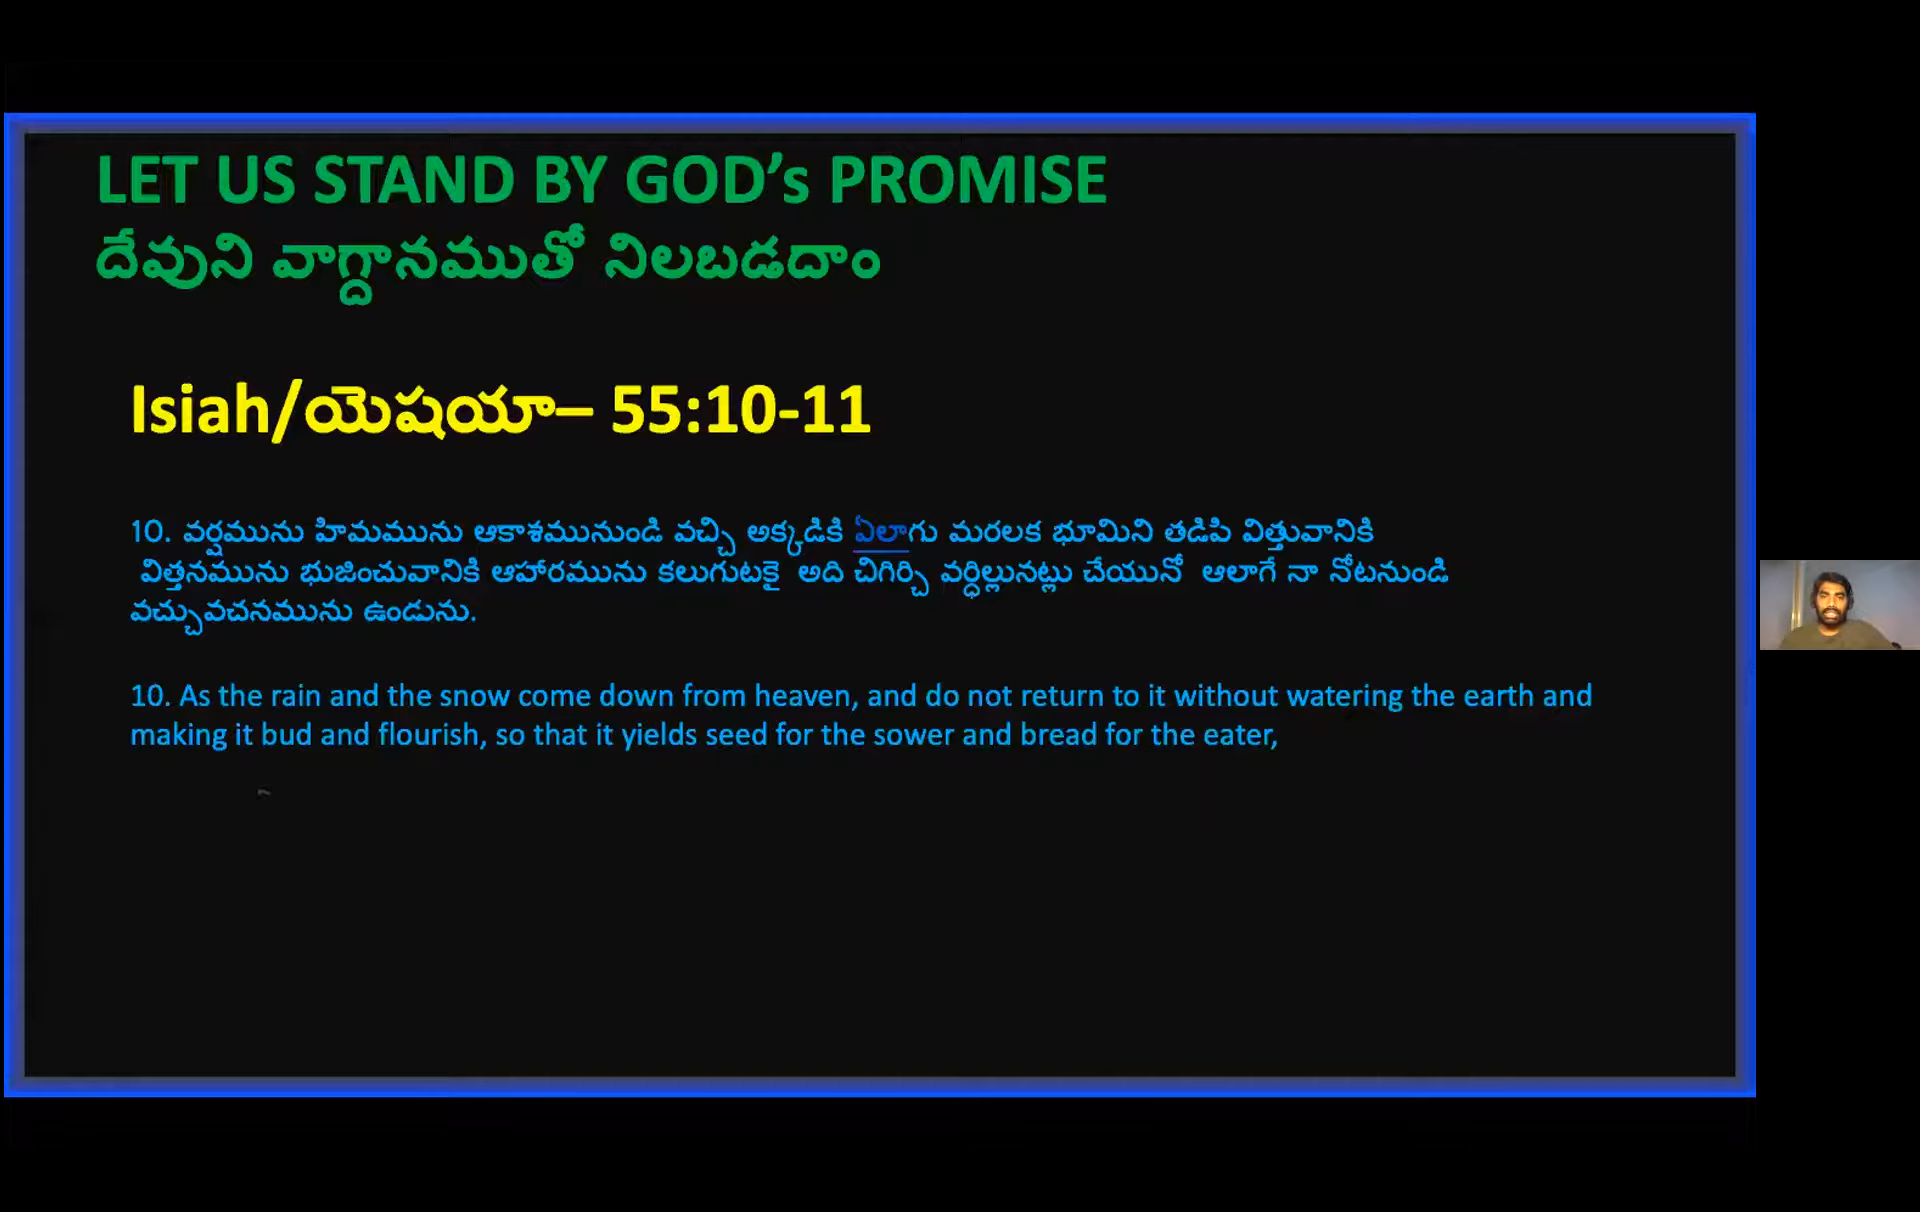 LET US STAND BY GOD’s PROMISE
దేవుని వాగ్దానముతో నిలబడదాం
Isiah/యెషయా– 55:10-11
10. వర్షమును హిమమును ఆకాశమునుండి వచ్చి అక్కడికి ఏలాగు మరలక భూమిని తడిపి విత్తువానికి
విత్తనమును భుజించువానికి ఆహారమును కలుగుటకై అది చిగిర్చి వర్ధిల్లునట్లు చేయునో ఆలాగే నా నోటనుండి
వచ్చువచనమును ఉండును.
10. As the rain and the snow come down from heaven, and do not return to it without watering the earth and
making it bud and flourish, so that it yields seed for the sower and bread for the eater,